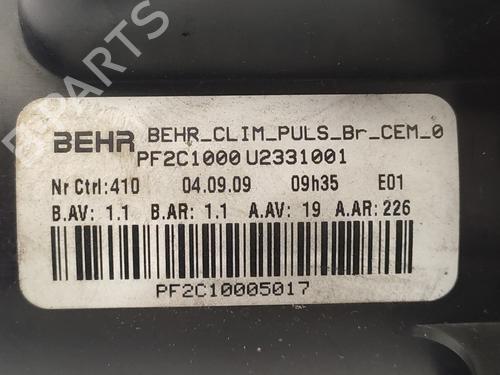 BEHR BEHR_CLIM_PULS_Br_CEM_0
PF2C1000 U2331001
Nr Ctrl:410 04.09.09 09h35 E01
B.AV: 1.1 B.AR: 1.1 A.AV: 19 A.AR: 226
PF2C10005017